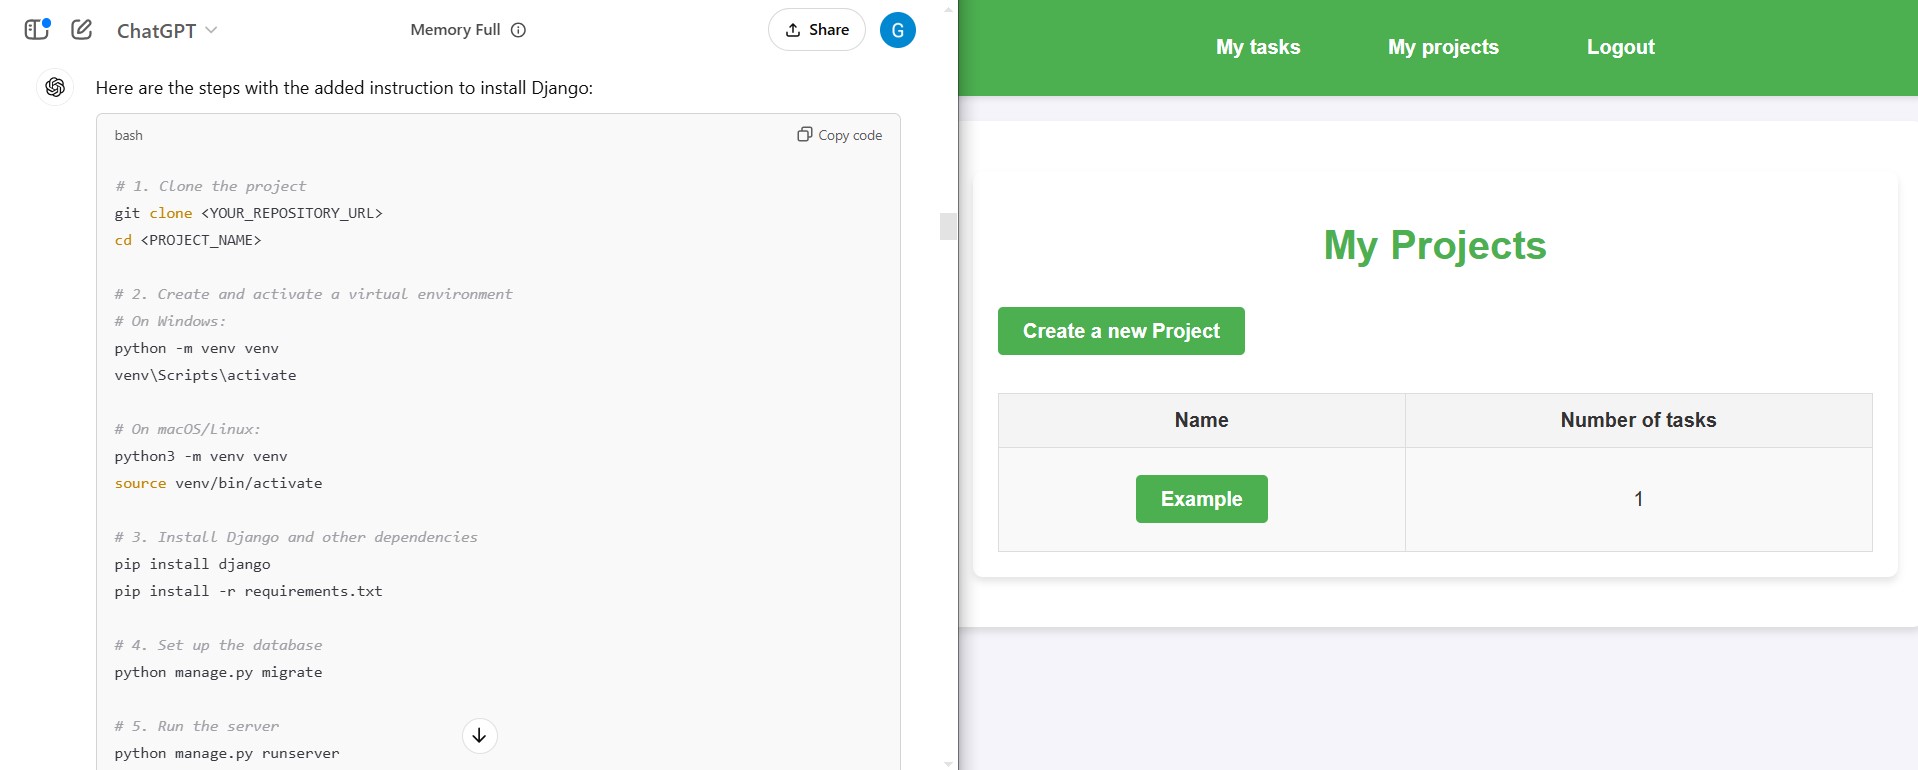 ChatGPT
Memory Full
Share
G
Here are the steps with the added instruction to install Django:
bash
Copy code
# 1. Clone the project
git clone <YOUR_REPOSITORY_URL>
cd <PROJECT_NAME>
# 2. Create and activate a virtual environment
# On Windows:
python -m venv venv
venv\Scripts\activate
# On macOS/Linux:
python3 -m venv venv
source venv/bin/activate
# 3. Install Django and other dependencies
pip install django
pip install -r requirements.txt
# 4. Set up the database
python manage.py migrate
# 5. Run the server
python manage.py runserver
My tasks My projects Logout
My Projects
Create a new Project
Name Number of tasks
Example 1